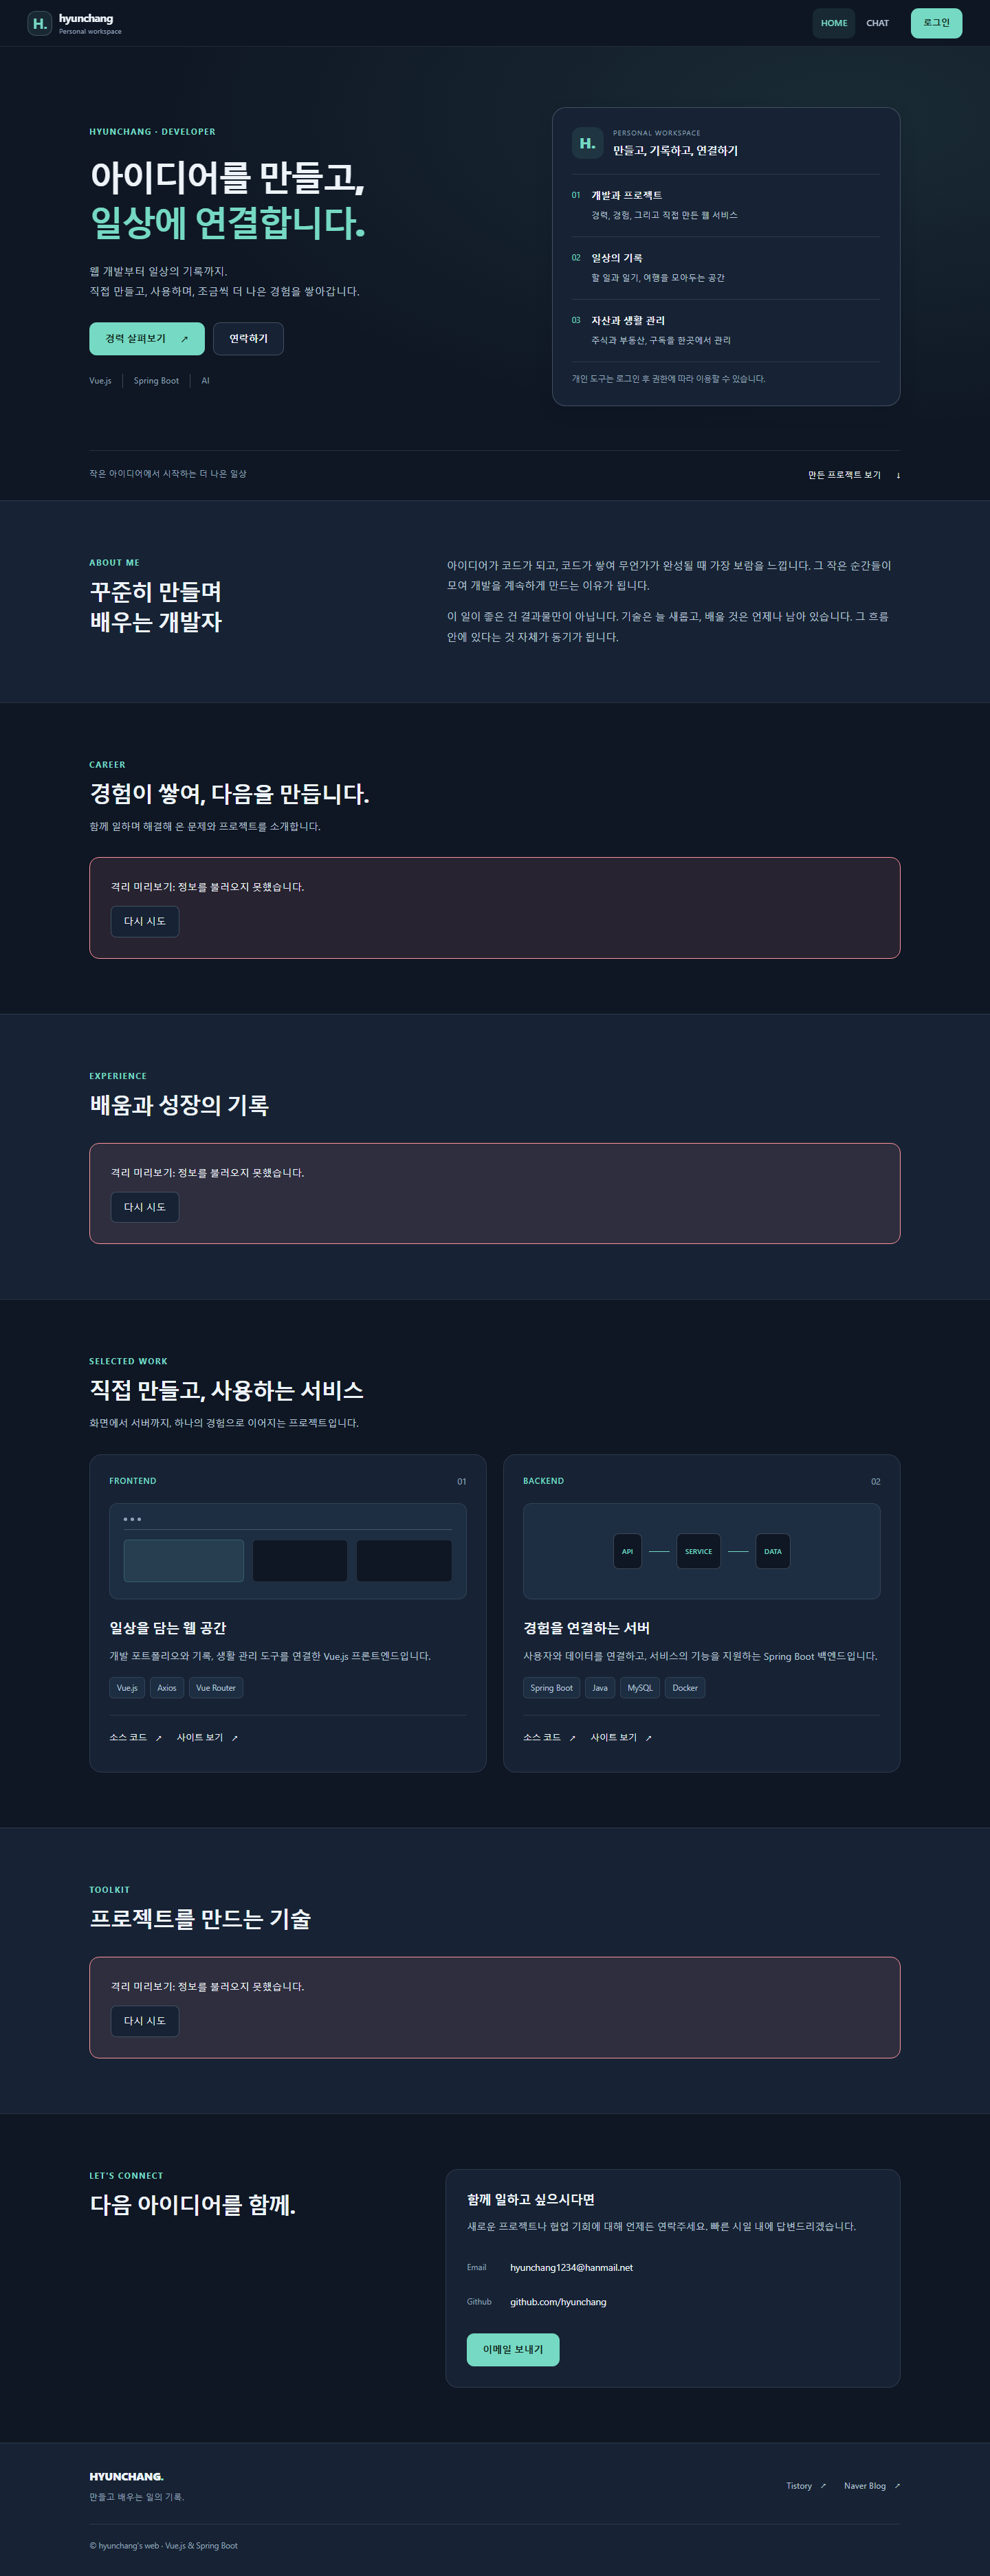 H.
hyunchang
Personal workspace
HOME
CHAT
로그인
HYUNCHANG · DEVELOPER
아이디어를 만들고,
일상에 연결합니다.
웹 개발부터 일상의 기록까지.
직접 만들고, 사용하며, 조금씩 더 나은 경험을 쌓아갑니다.
경력 살펴보기 ↗
연락하기
Vue.js
Spring Boot
AI
H.
PERSONAL WORKSPACE
만들고, 기록하고, 연결하기
01 개발과 프로젝트
경력, 경험, 그리고 직접 만든 웹 서비스
02 일상의 기록
할 일과 일기, 여행을 모아두는 공간
03 자산과 생활 관리
주식과 부동산, 구독을 한곳에서 관리
개인 도구는 로그인 후 권한에 따라 이용할 수 있습니다.
작은 아이디어에서 시작하는 더 나은 일상
만든 프로젝트 보기 ↓
ABOUT ME
꾸준히 만들며
배우는 개발자
아이디어가 코드가 되고, 코드가 쌓여 무언가가 완성될 때 가장 보람을 느낍니다. 그 작은 순간들이
모여 개발을 계속하게 만드는 이유가 됩니다.
이 일이 좋은 건 결과물만이 아닙니다. 기술은 늘 새롭고, 배울 것은 언제나 남아 있습니다. 그 흐름
안에 있다는 것 자체가 동기가 됩니다.
CAREER
경험이 쌓여, 다음을 만듭니다.
함께 일하며 해결해 온 문제와 프로젝트를 소개합니다.
격리 미리보기: 정보를 불러오지 못했습니다.
다시 시도
EXPERIENCE
배움과 성장의 기록
격리 미리보기: 정보를 불러오지 못했습니다.
다시 시도
SELECTED WORK
직접 만들고, 사용하는 서비스
화면에서 서버까지, 하나의 경험으로 이어지는 프로젝트입니다.
FRONTEND
01
일상을 담는 웹 공간
개발 포트폴리오와 기록, 생활 관리 도구를 연결한 Vue.js 프론트엔드입니다.
Vue.js
Axios
Vue Router
소스 코드 ↗
사이트 보기 ↗
BACKEND
02
API
SERVICE
DATA
경험을 연결하는 서버
사용자와 데이터를 연결하고, 서비스의 기능을 지원하는 Spring Boot 백엔드입니다.
Spring Boot
Java
MySQL
Docker
소스 코드 ↗
사이트 보기 ↗
TOOLKIT
프로젝트를 만드는 기술
격리 미리보기: 정보를 불러오지 못했습니다.
다시 시도
LET'S CONNECT
다음 아이디어를 함께.
함께 일하고 싶으시다면
새로운 프로젝트나 협업 기회에 대해 언제든 연락주세요. 빠른 시일 내에 답변드리겠습니다.
Email hyunchang1234@hanmail.net
Github github.com/hyunchang
이메일 보내기
HYUNCHANG.
만들고 배우는 일의 기록.
Tistory ↗
Naver Blog ↗
© hyunchang's web · Vue.js & Spring Boot